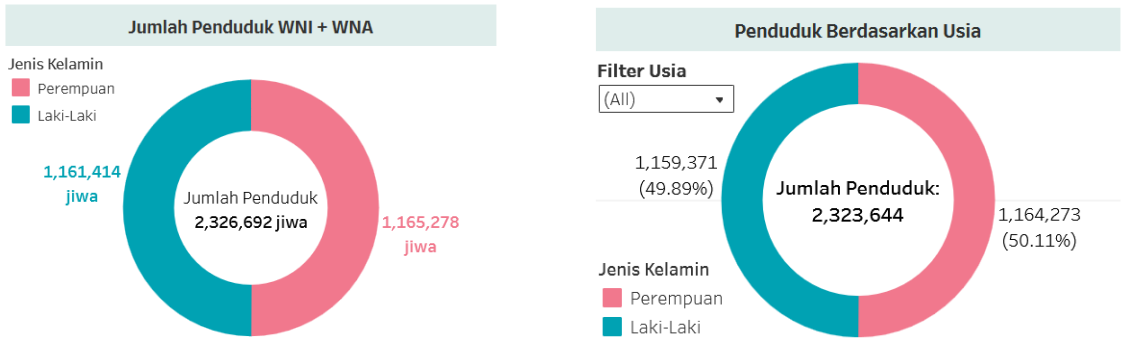 Jumlah Penduduk WNI + WNA
Jenis Kelamin
Perempuan
Laki-Laki
1,161,414
jiwa
Jumlah Penduduk
2,326,692 jiwa
1,165,278
jiwa
Penduduk Berdasarkan Usia
Filter Usia
(All)
1,159,371
(49.89%)
Jumlah Penduduk:
2,323,644
1,164,273
(50.11%)
Jenis Kelamin
Perempuan
Laki-Laki